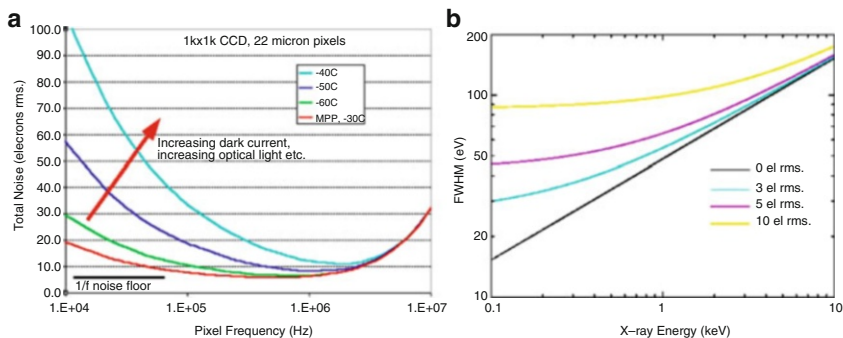 a
1kx1k CCD, 22 micron pixels
100.0
90.0
80.0
70.0
60.0
50.0
40.0
30.0
20.0
10.0
0.0
Total Noise (elecrons rms.)
-40C
-50C
-60C
MPP, -30C
Increasing dark current,
increasing optical light etc.
1/f noise floor
1.E+04
1.E+05
1.E+06
1.E+07
Pixel Frequency (Hz)
b
200
100
50
20
10
FWHM (eV)
0 el rms.
3 el rms.
5 el rms.
10 el rms.
0.1
1
10
X–ray Energy (keV)